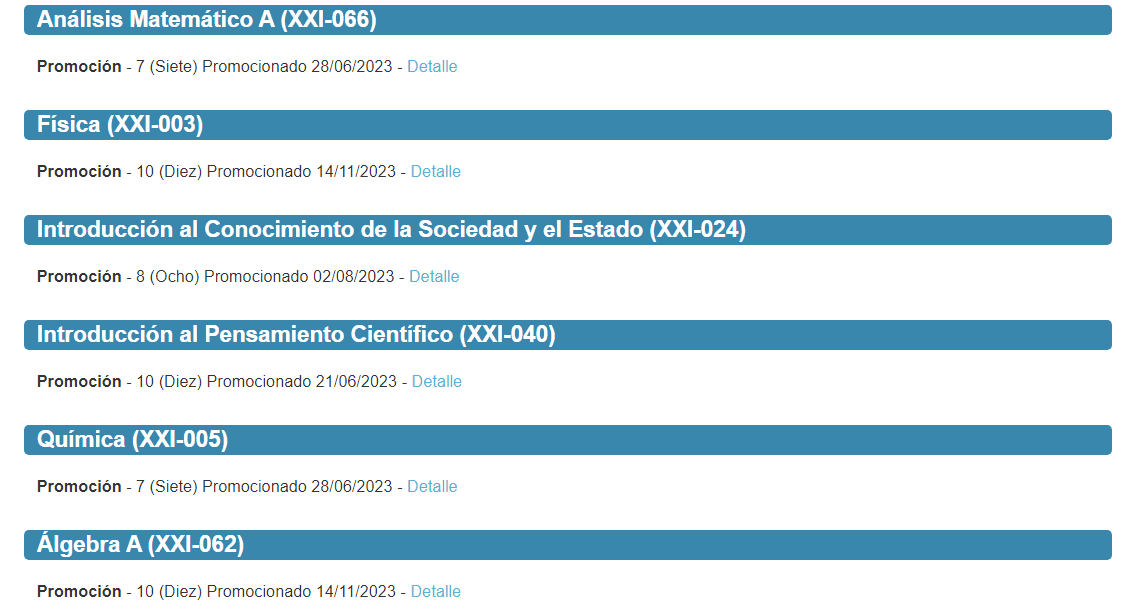 Análisis Matemático A (XXI-066)
Promoción - 7 (Siete) Promocionado 28/06/2023 - Detalle
Física (XXI-003)
Promoción - 10 (Diez) Promocionado 14/11/2023 - Detalle
Introducción al Conocimiento de la Sociedad y el Estado (XXI-024)
Promoción - 8 (Ocho) Promocionado 02/08/2023 - Detalle
Introducción al Pensamiento Científico (XXI-040)
Promoción - 10 (Diez) Promocionado 21/06/2023 - Detalle
Química (XXI-005)
Promoción - 7 (Siete) Promocionado 28/06/2023 - Detalle
Álgebra A (XXI-062)
Promoción - 10 (Diez) Promocionado 14/11/2023 - Detalle